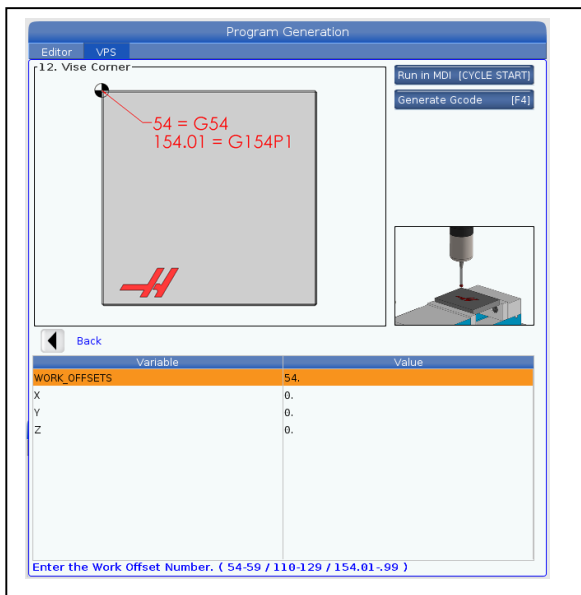 Program Generation
Editor VPS
12. Vise Corner
54 = G54
154.01 = G154P1
Run in MDI [CYCLE START]
Generate Gcode [F4]
Back
Variable Value
WORK_OFFSETS 54.
X 0.
Y 0.
Z 0.
Enter the Work Offset Number. ( 54-59 / 110-129 / 154.01-.99 )